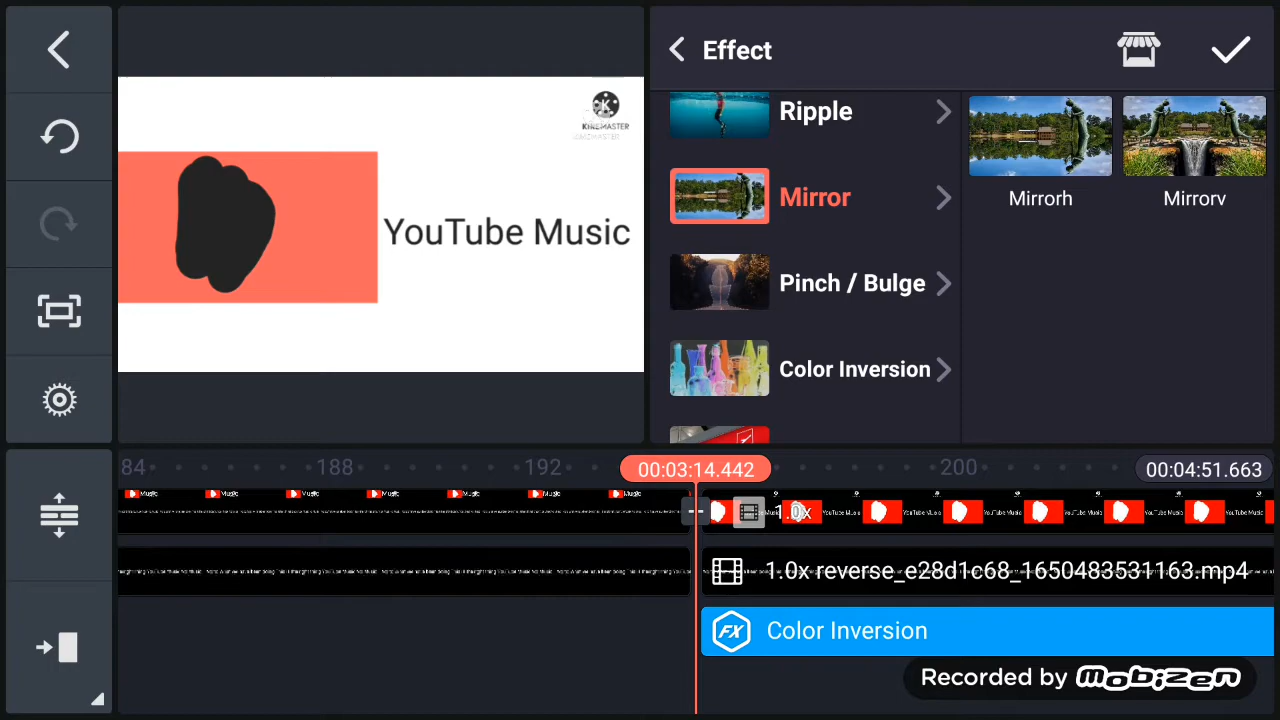 Effect
Ripple
Mirror
Pinch / Bulge
Color Inversion
Mirrorh
Mirrorv
K
KINEMASTER
YouTube Music
84
188
192
200
00:03:14.442
00:04:51.663
1.0x
1.0x reverse_e28d1c68_1650483531163.mp4
FX
Color Inversion
Recorded by mobizen